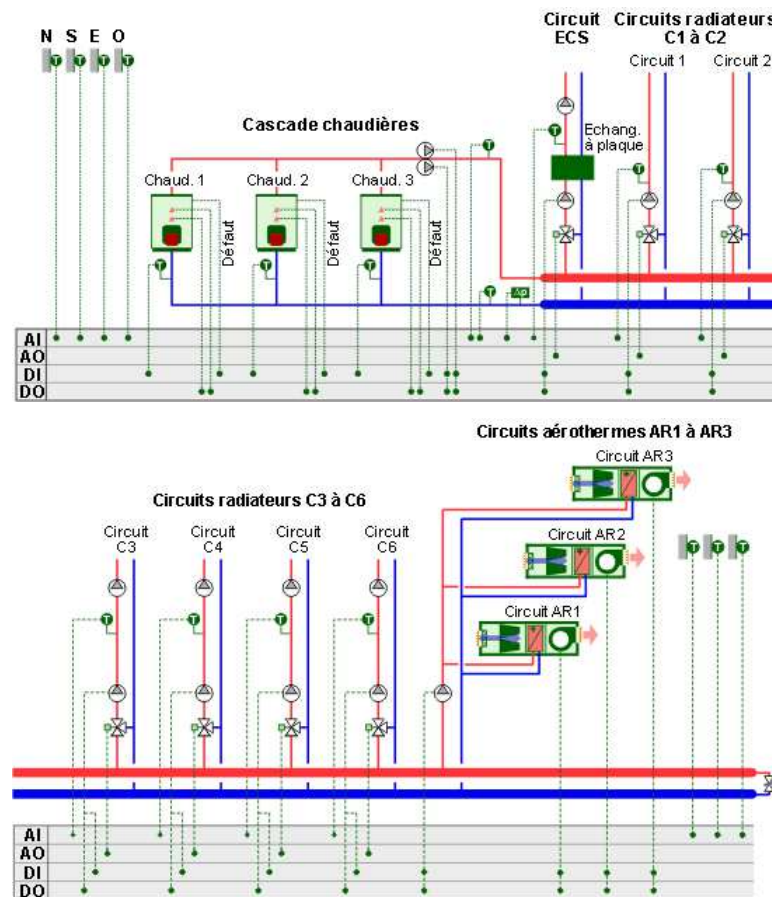 N S E O
Circuit ECS
Circuits radiateurs C1 à C2
Circuit 1
Circuit 2
T T T T
Cascade chaudières
Echang. à plaque
Chaud. 1
Chaud. 2
Chaud. 3
Défaut
Défaut
Défaut
T T T T T T T T
Δp
AI
AO
DI
DO
Circuits aérothermes AR1 à AR3
Circuit AR3
Circuits radiateurs C3 à C6
Circuit C3
Circuit C4
Circuit C5
Circuit C6
Circuit AR2
T T T
Circuit AR1
T T T T
AI
AO
DI
DO